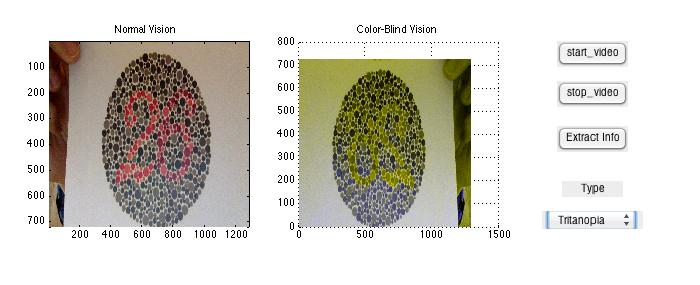 Normal Vision
100
200
300
400
500
600
700
200 400 600 800 1000 1200
26
Color-Blind Vision
800
700
600
500
400
300
200
100
0
0 500 1000 1500
26
start_video
stop_video
Extract Info
Type
Tritanopia